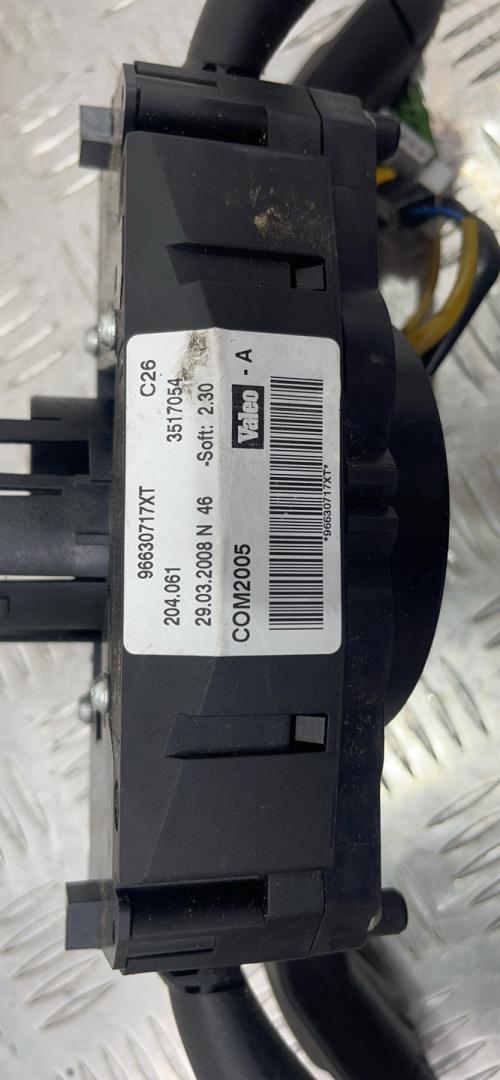 96630717XT C26
204.061 3517054
29.03.2008 N 46 -Soft: 2.30
COM2005 Valeo - A
*96630717XT*